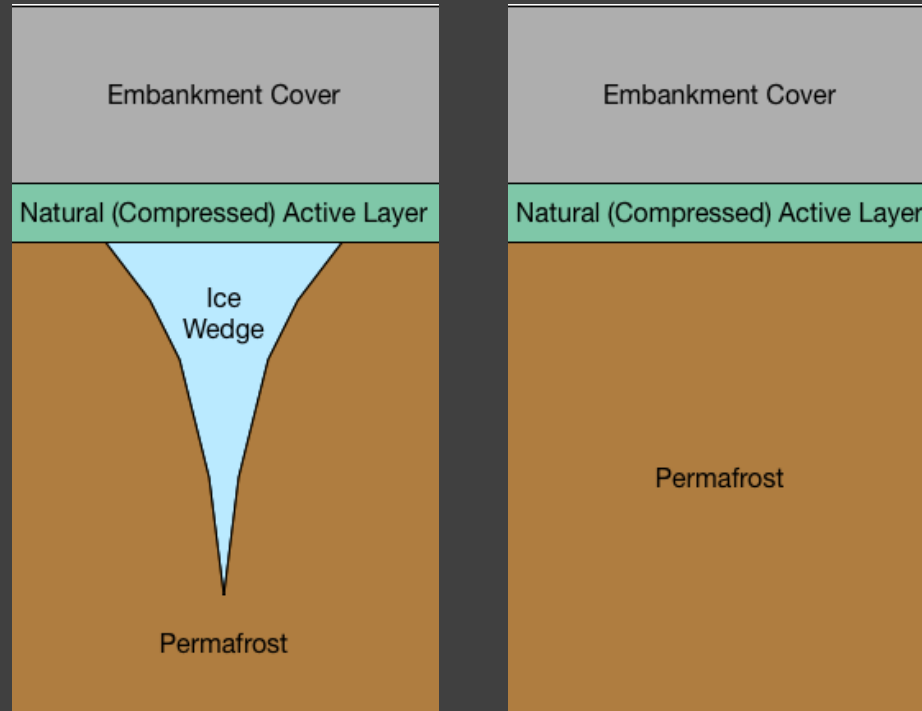 Embankment Cover
Natural (Compressed) Active Layer
Ice
Wedge
Permafrost
Embankment Cover
Natural (Compressed) Active Layer
Permafrost